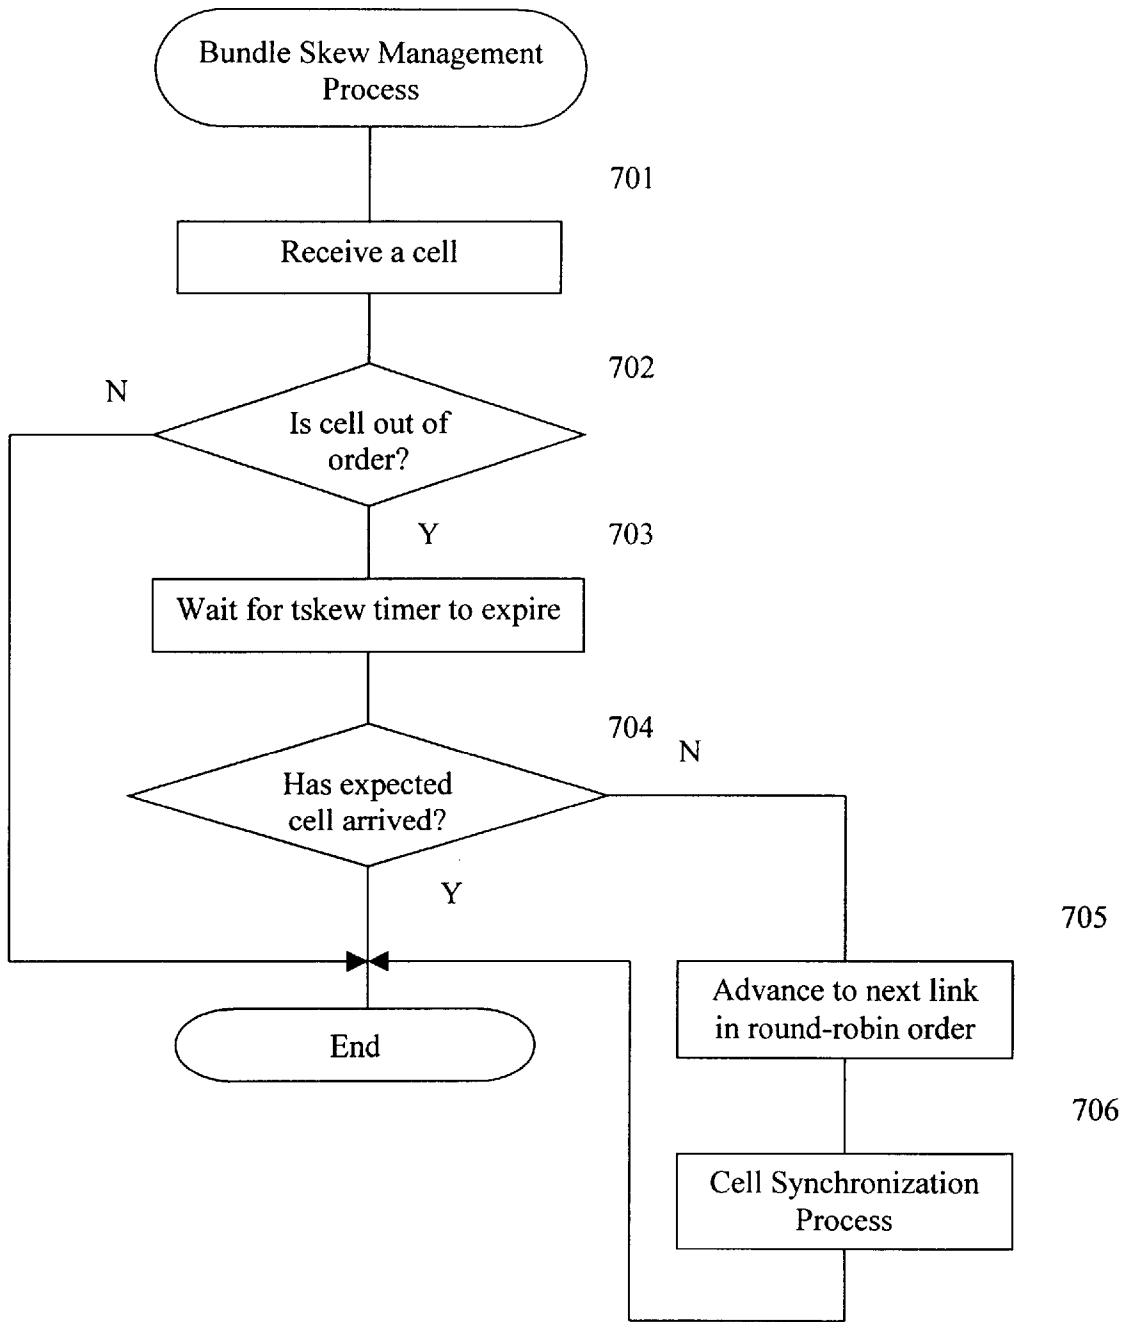 Bundle Skew Management
Process
701
Receive a cell
702
N
Is cell out of
order?
Y
703
Wait for tskew timer to expire
704
N
Has expected
cell arrived?
Y
705
Advance to next link
in round-robin order
End
706
Cell Synchronization
Process